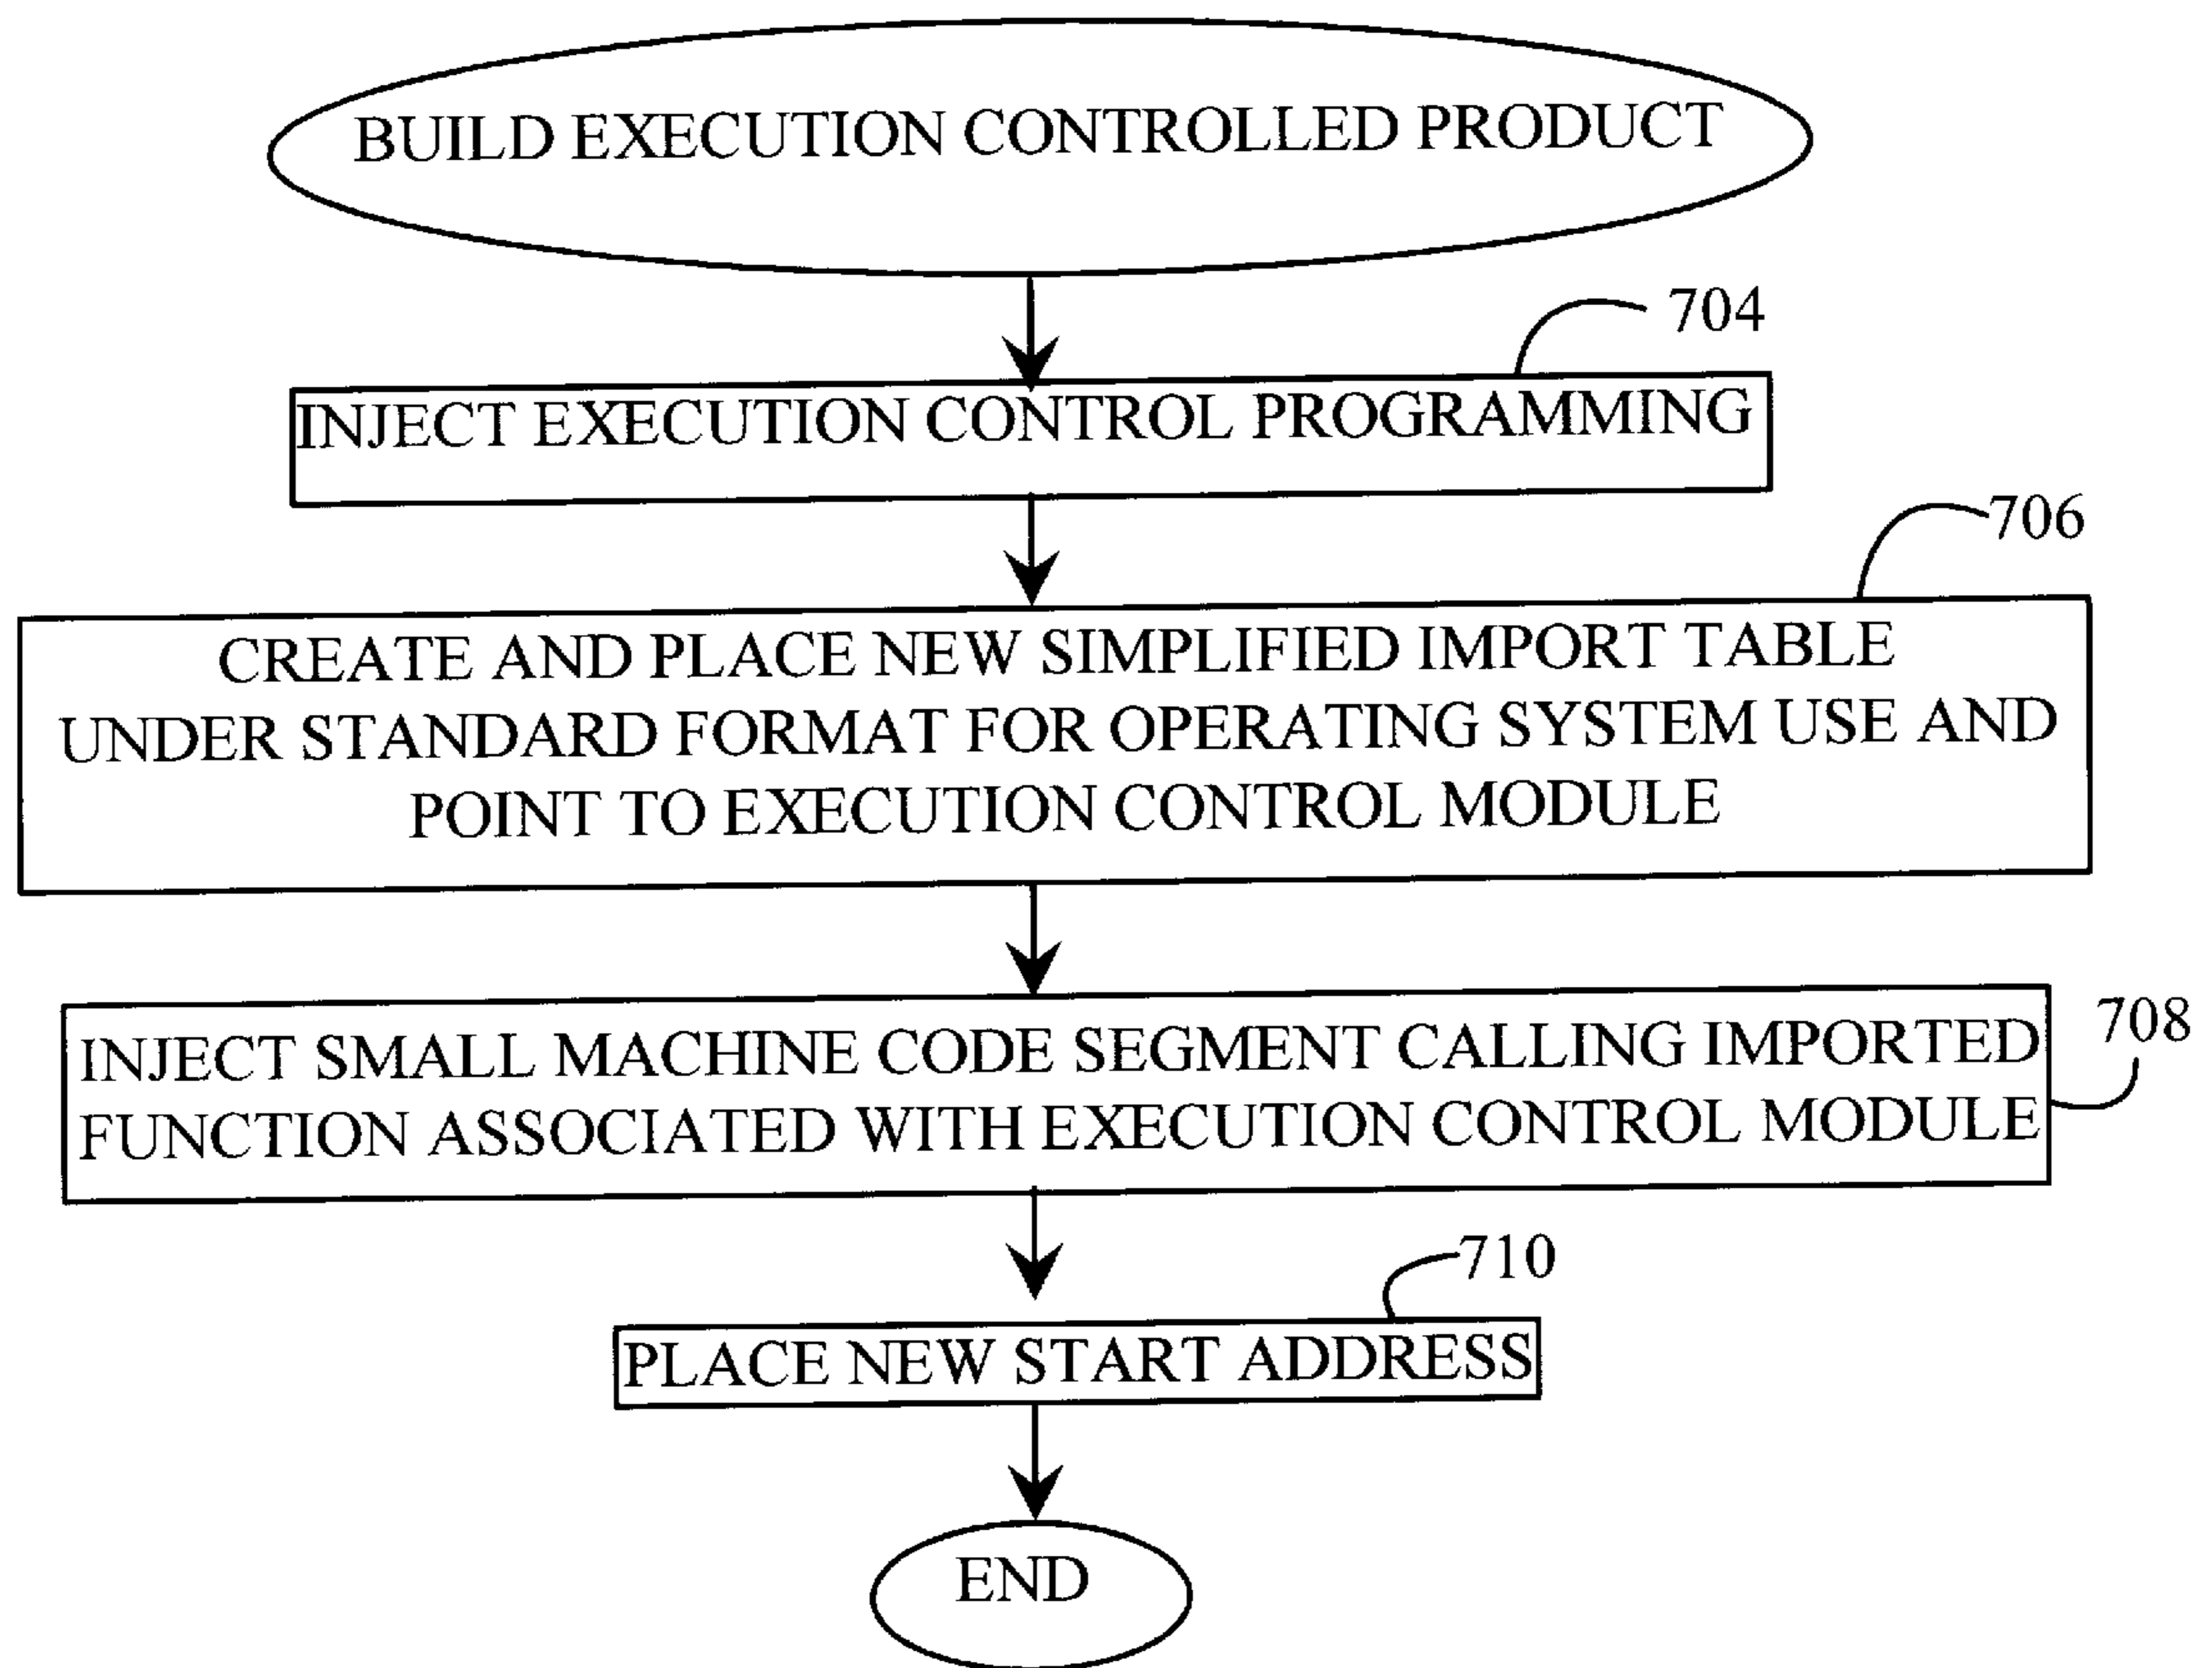 BUILD EXECUTION CONTROLLED PRODUCT
704
INJECT EXECUTION CONTROL PROGRAMMING
706
CREATE AND PLACE NEW SIMPLIFIED IMPORT TABLE
UNDER STANDARD FORMAT FOR OPERATING SYSTEM USE AND
POINT TO EXECUTION CONTROL MODULE
708
INJECT SMALL MACHINE CODE SEGMENT CALLING IMPORTED
FUNCTION ASSOCIATED WITH EXECUTION CONTROL MODULE
710
PLACE NEW START ADDRESS
END